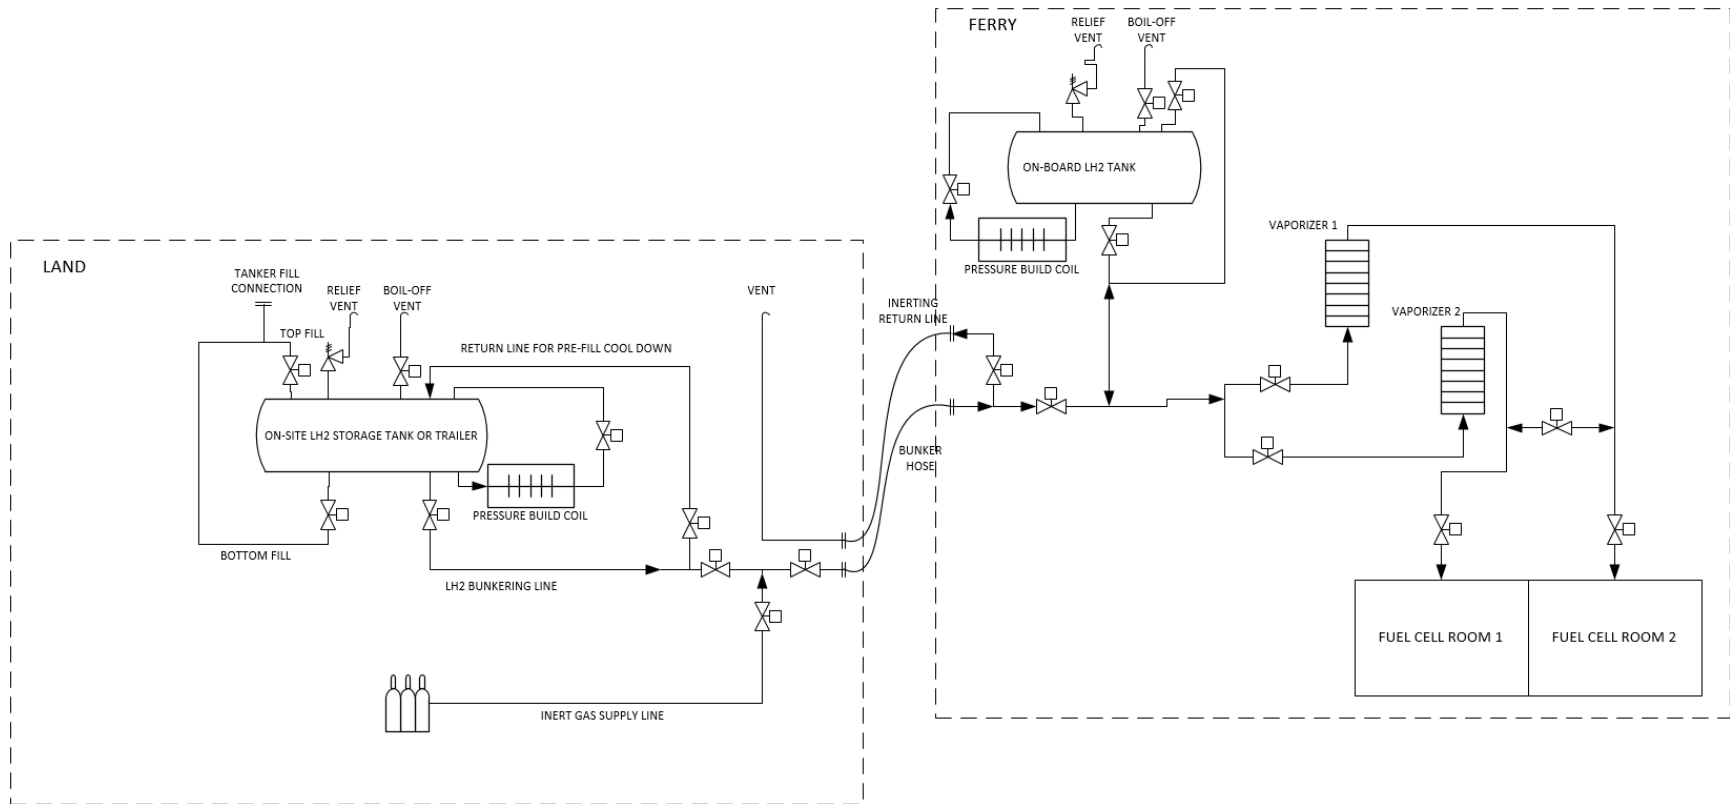 FERRY
RELIEF
VENT
BOIL-OFF
VENT
ON-BOARD LH2 TANK
PRESSURE BUILD COIL
VAPORIZER 1
VAPORIZER 2
LAND
TANKER FILL
CONNECTION
RELIEF
VENT
BOIL-OFF
VENT
VENT
INERTING
RETURN LINE
TOP FILL
RETURN LINE FOR PRE-FILL COOL DOWN
ON-SITE LH2 STORAGE TANK OR TRAILER
BUNKER
HOSE
PRESSURE BUILD COIL
BOTTOM FILL
LH2 BUNKERING LINE
FUEL CELL ROOM 1
FUEL CELL ROOM 2
INERT GAS SUPPLY LINE